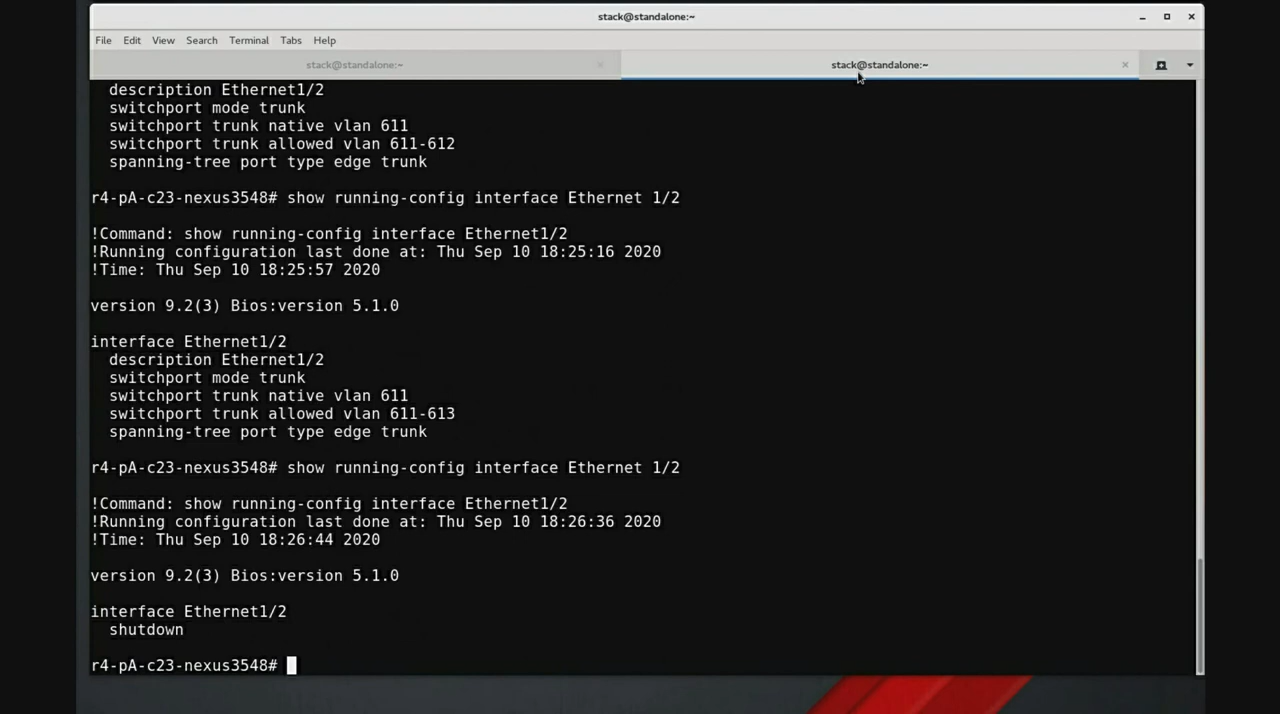 stack@standalone:~
File Edit View Search Terminal Tabs Help
stack@standalone:~ stack@standalone:~
description Ethernet1/2
switchport mode trunk
switchport trunk native vlan 611
switchport trunk allowed vlan 611-612
spanning-tree port type edge trunk
r4-pA-c23-nexus3548# show running-config interface Ethernet 1/2
!Command: show running-config interface Ethernet1/2
!Running configuration last done at: Thu Sep 10 18:25:16 2020
!Time: Thu Sep 10 18:25:57 2020
version 9.2(3) Bios:version 5.1.0
interface Ethernet1/2
description Ethernet1/2
switchport mode trunk
switchport trunk native vlan 611
switchport trunk allowed vlan 611-613
spanning-tree port type edge trunk
r4-pA-c23-nexus3548# show running-config interface Ethernet 1/2
!Command: show running-config interface Ethernet1/2
!Running configuration last done at: Thu Sep 10 18:26:36 2020
!Time: Thu Sep 10 18:26:44 2020
version 9.2(3) Bios:version 5.1.0
interface Ethernet1/2
shutdown
r4-pA-c23-nexus3548#